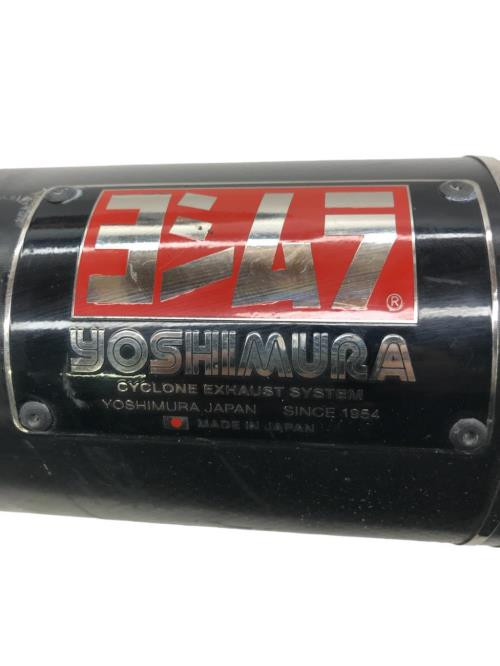 ヨシムラ®
YOSHIMURA
CYCLONE EXHAUST SYSTEM
YOSHIMURA JAPAN SINCE 1954
MADE IN JAPAN